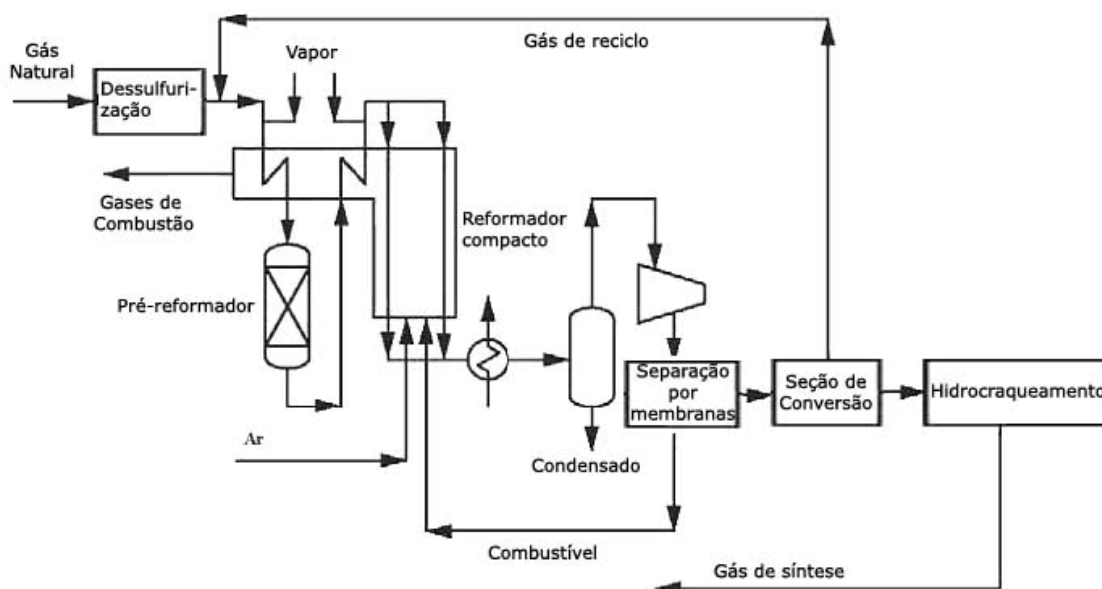 Gás de reciclo
Gás
Natural
Vapor
Dessulfuri-
zação
Gases de
Combustão
Reformador
compacto
Pré-reformador
Separação
por
membranas
Seção de
Conversão
Hidrocraqueamento
Ar
Condensado
Combustível
Gás de síntese